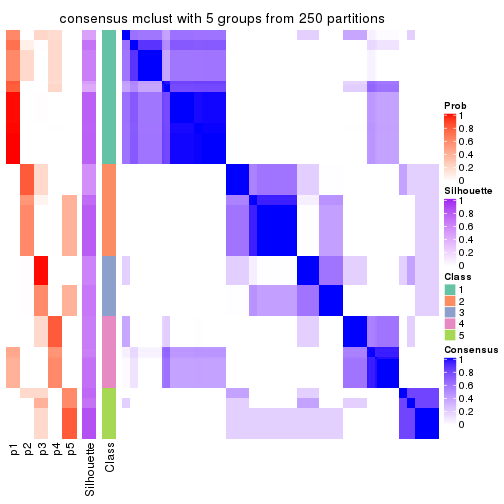 consensus mclust with 5 groups from 250 partitions
Prob
1
0.8
0.6
0.4
0.2
0
Silhouette
1
0.8
0.6
0.4
0.2
0
Class
1
2
3
4
5
Consensus
1
0.8
0.6
0.4
0.2
0
p1
p2
p3
p4
p5
Silhouette
Class